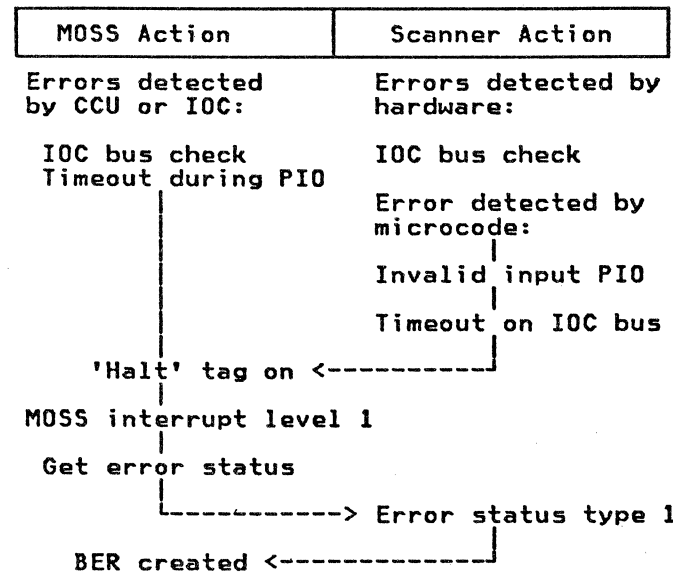 MOSS Action Scanner Action
Errors detected Errors detected by
by CCU or IOC: hardware:
IOC bus check IOC bus check
Timeout during PIO
Error detected by
microcode:
Invalid input PIO
Timeout on IOC bus
'Halt' tag on <-----------
MOSS interrupt level 1
Get error status
-----------> Error status type 1
BER created <-------------